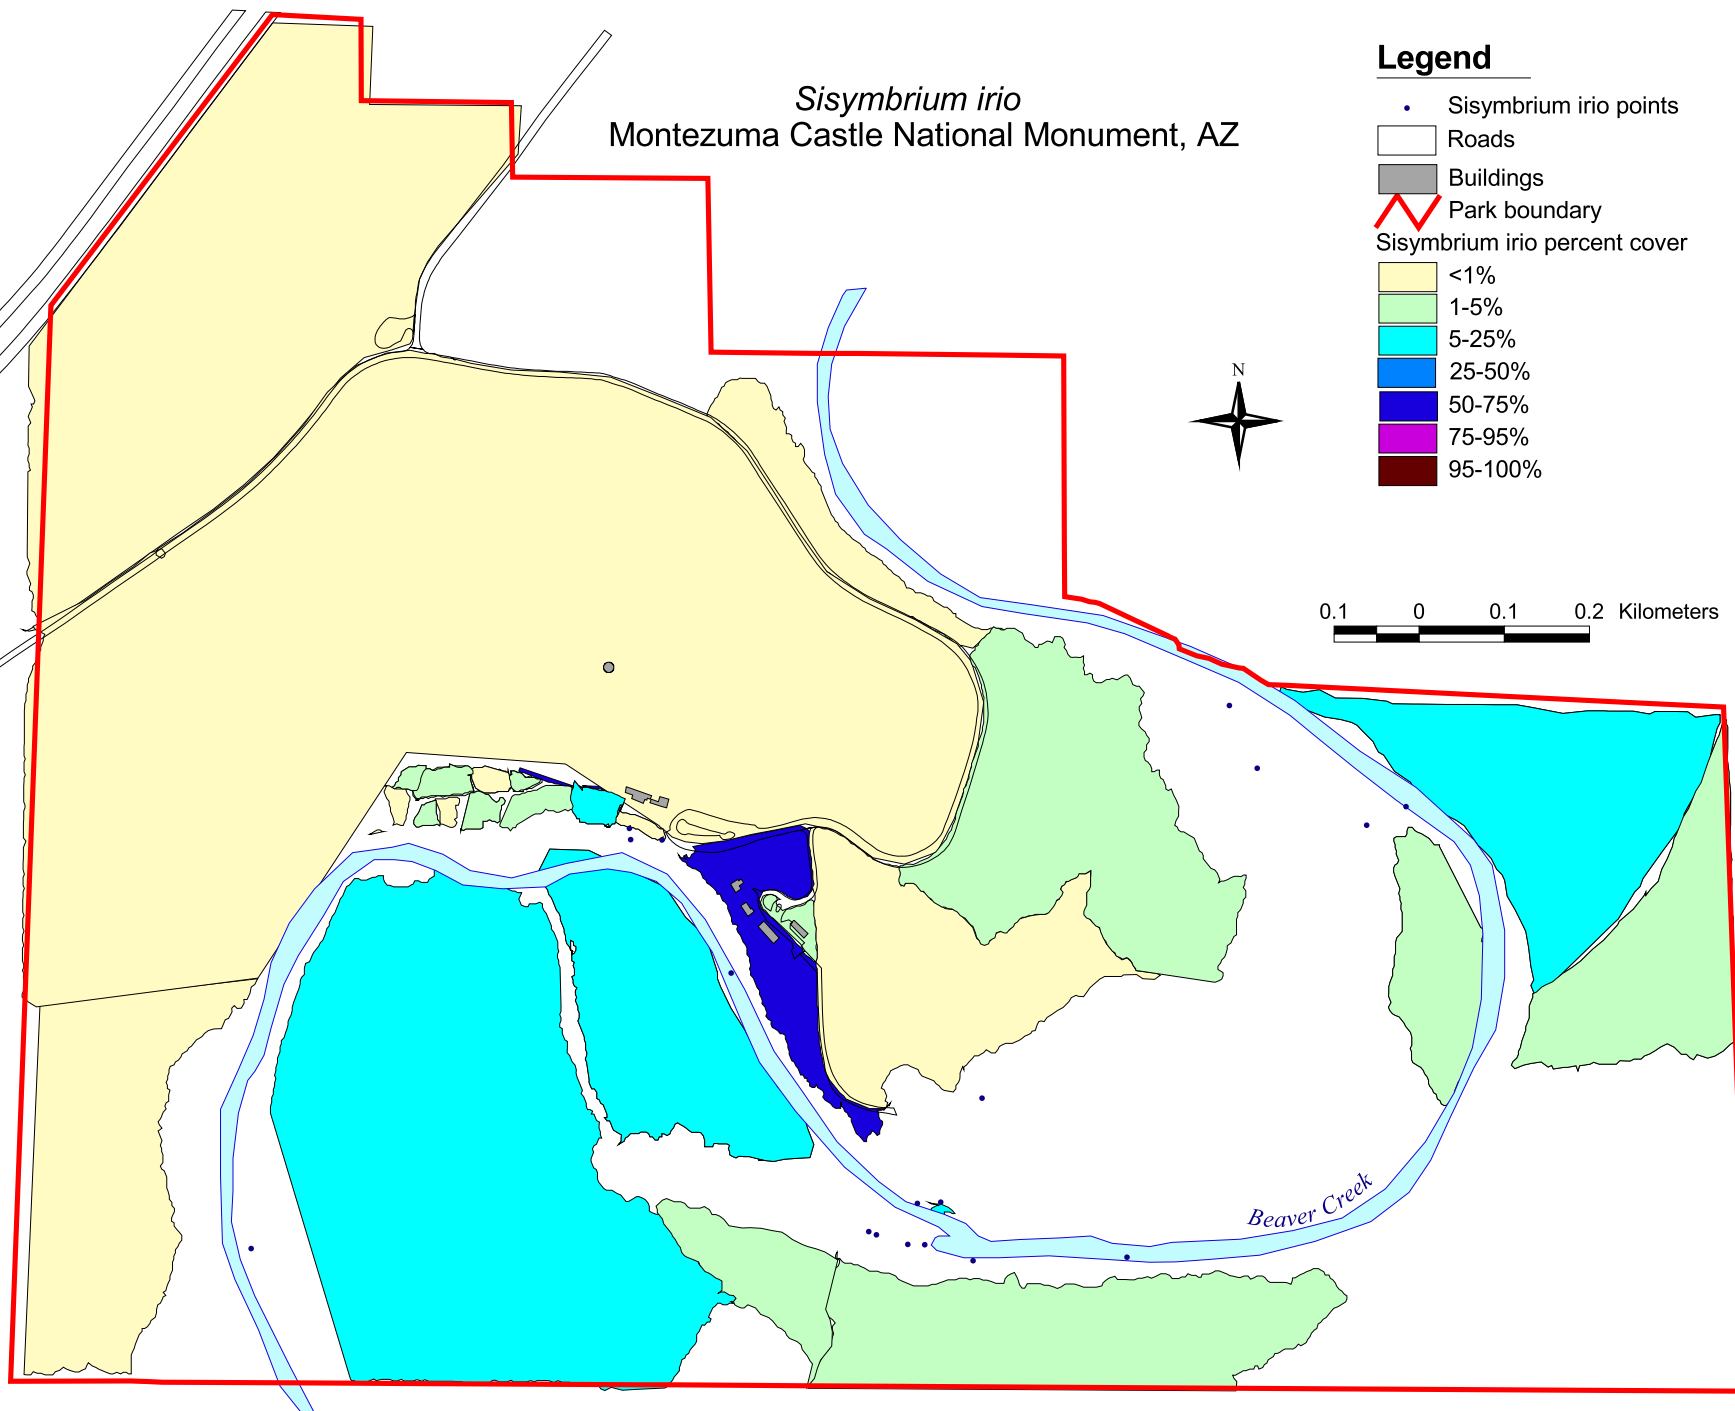 Sisymbrium irio
Montezuma Castle National Monument, AZ
Legend
Sisymbrium irio points
Roads
Buildings
Park boundary
Sisymbrium irio percent cover
<1%
1-5%
5-25%
25-50%
50-75%
75-95%
95-100%
N
0.1 0 0.1 0.2 Kilometers
Beaver Creek